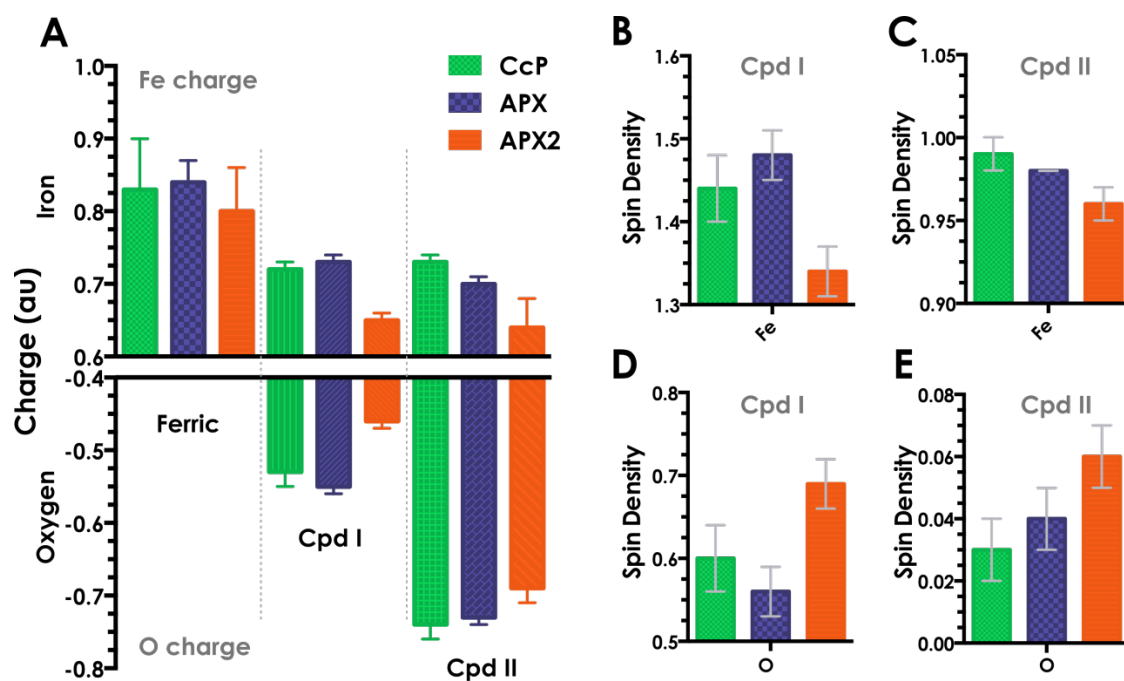 A
Fe charge
CcP
APX
APX2
Charge (au)
Iron
Oxygen
1.0
0.9
0.8
0.7
0.6
-0.4
-0.5
-0.6
-0.7
-0.8
Ferric
Cpd I
Cpd II
O charge
B
Cpd I
Spin Density
1.6
1.5
1.4
1.3
Fe
C
Cpd II
Spin Density
1.05
1.00
0.95
0.90
Fe
D
Cpd I
Spin Density
0.8
0.7
0.6
0.5
O
E
Cpd II
Spin Density
0.08
0.06
0.04
0.02
0.00
O